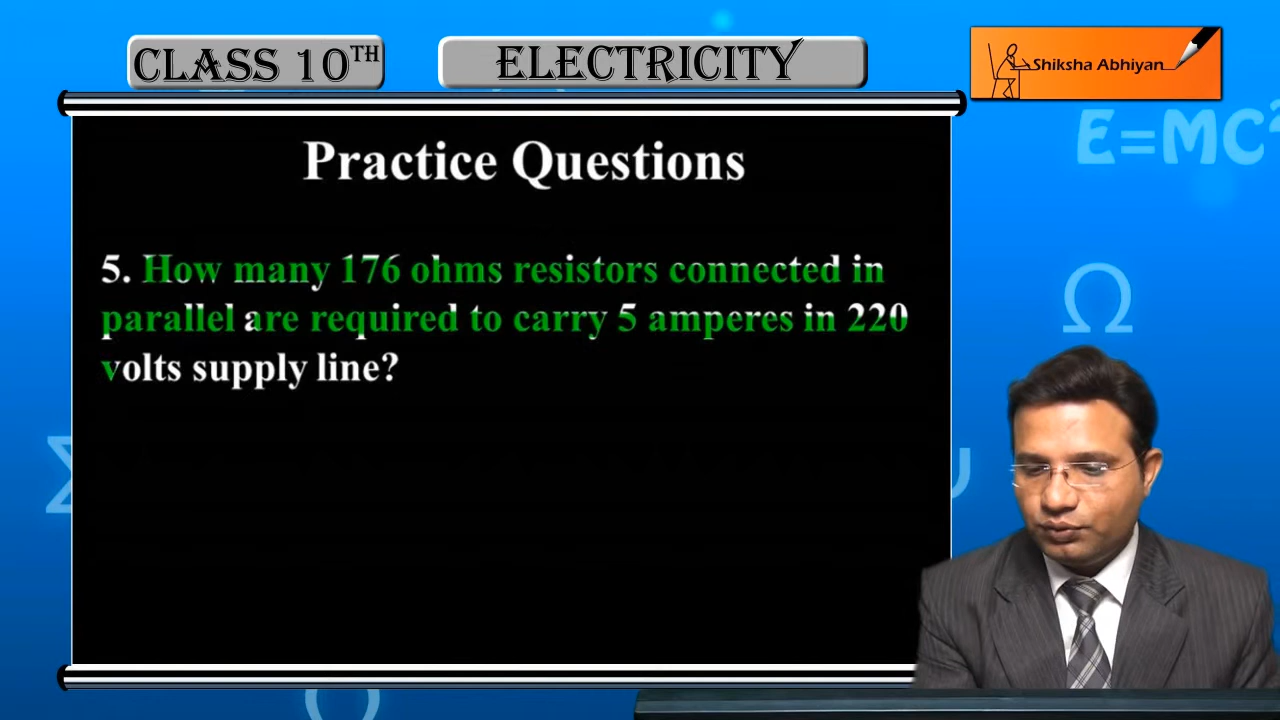 CLASS 10TH
ELECTRICITY
Shiksha Abhiyan
E=MC2
Practice Questions
5. How many 176 ohms resistors connected in
parallel are required to carry 5 amperes in 220
volts supply line?
Ω
Σ
Ω